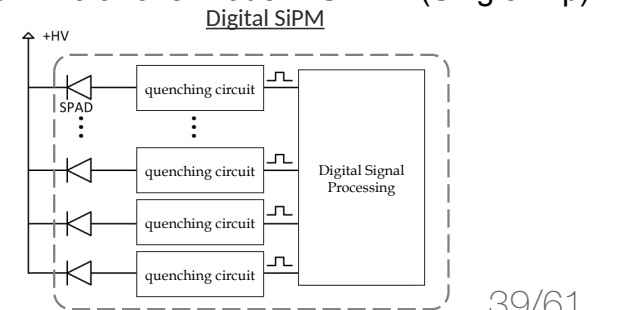 Digital SiPM
+HV
quenching circuit
SPAD
quenching circuit
Digital Signal
Processing
quenching circuit
quenching circuit
39/61